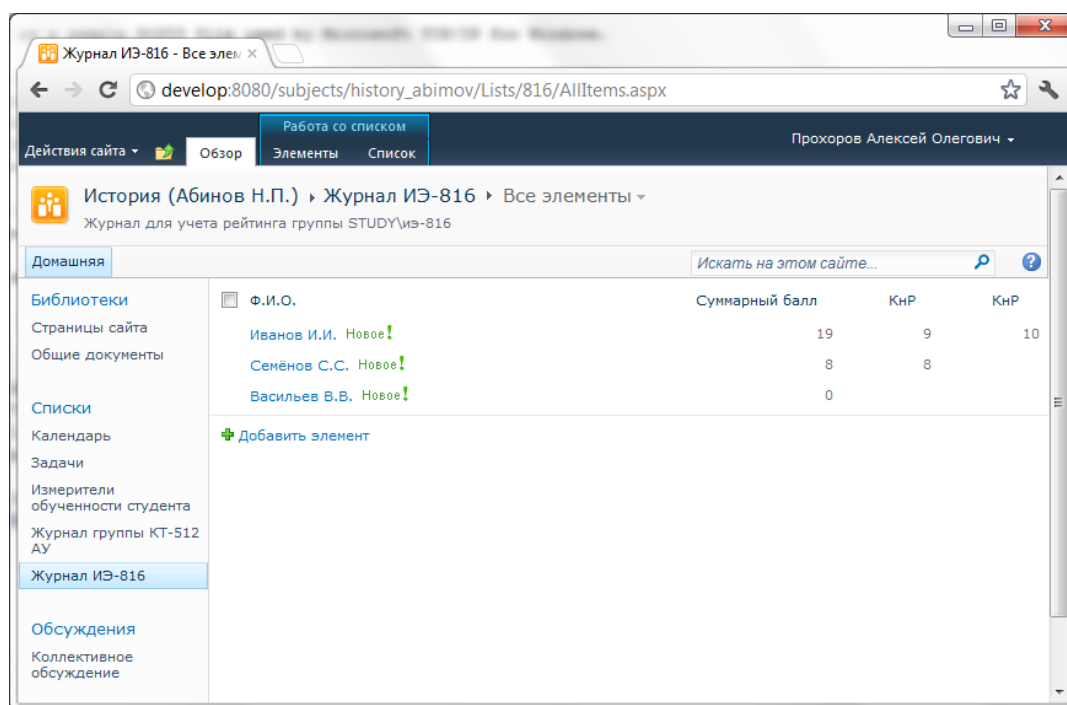 Журнал ИЭ-816 - Все элем
develop:8080/subjects/history_abimov/Lists/816/AllItems.aspx
Работа со списком
Прохоров Алексей Олегович
Действия сайта
Обзор
Элементы
Список
История (Абинов Н.П.) Журнал ИЭ-816 Все элементы
Журнал для учета рейтинга группы STUDY\иэ-816
Домашняя
Искать на этом сайте...
Библиотеки
Страницы сайта
Общие документы
Списки
Календарь
Задачи
Измерители
обученности студента
Журнал группы КТ-512
АУ
Журнал ИЭ-816
Обсуждения
Коллективное
обсуждение
Ф.И.О. Суммарный балл КнР КнР
Иванов И.И. Новое! 19 9 10
Семёнов С.С. Новое! 8 8
Васильев В.В. Новое! 0
Добавить элемент